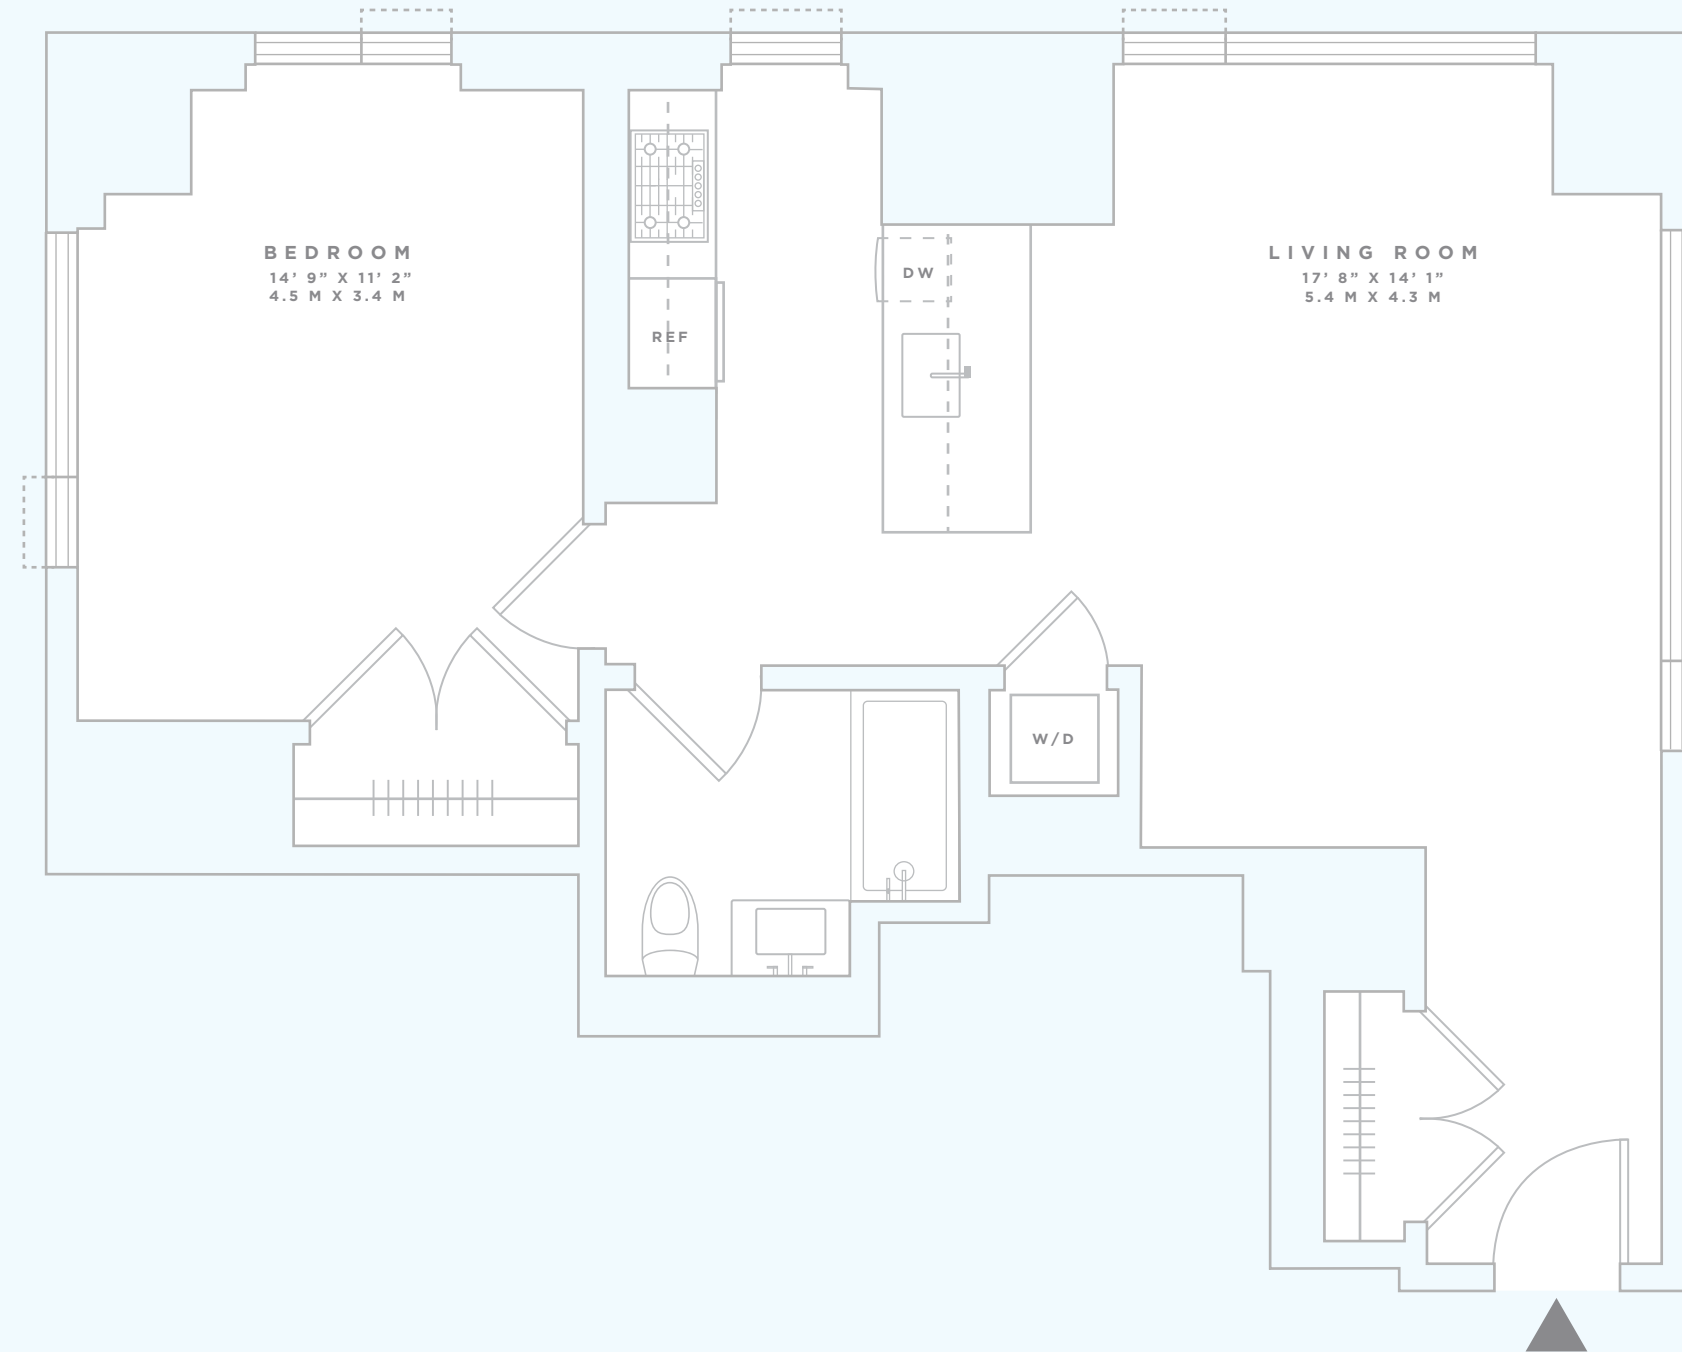 BEDROOM
14’ 9” X 11’ 2”
4.5 M X 3.4 M
DW
REF
LIVING ROOM
17’ 8” X 14’ 1”
5.4 M X 4.3 M
W/D